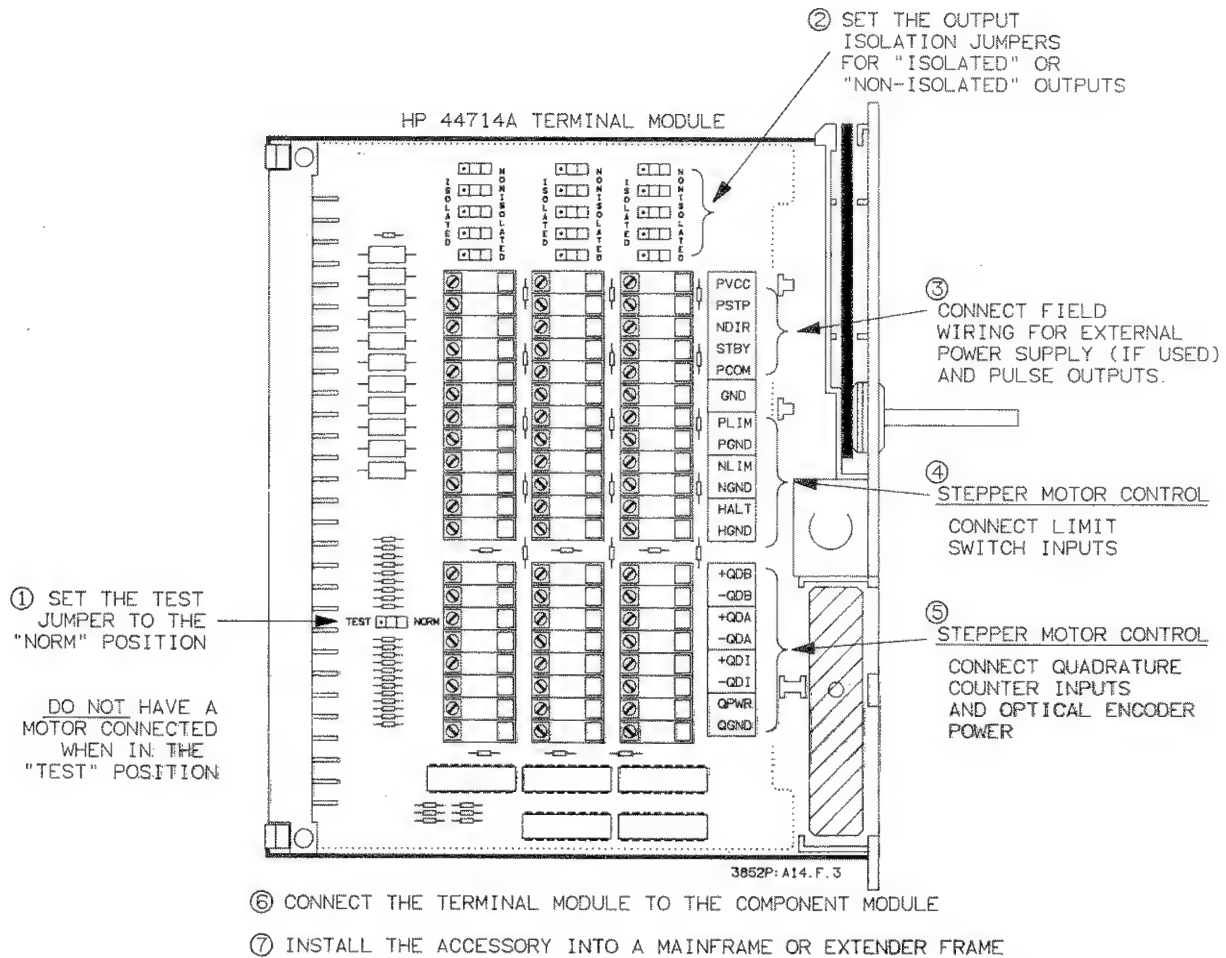 ② SET THE OUTPUT
ISOLATION JUMPERS
FOR "ISOLATED" OR
"NON-ISOLATED" OUTPUTS
HP 44714A TERMINAL MODULE
ISOLATED
NONISOLATED
ISOLATED
NONISOLATED
ISOLATED
NONISOLATED
PVCC
PSTP
NDIR
STBY
PCOM
GND
PLIM
PGND
NLIM
NGND
HALT
HGND
③
CONNECT FIELD
WIRING FOR EXTERNAL
POWER SUPPLY (IF USED)
AND PULSE OUTPUTS.
④
STEPPER MOTOR CONTROL
CONNECT LIMIT
SWITCH INPUTS
① SET THE TEST
JUMPER TO THE
"NORM" POSITION
TEST NORM
DO NOT HAVE A
MOTOR CONNECTED
WHEN IN THE
"TEST" POSITION
+QDB
-QDB
+QDA
-QDA
+QDI
-QDI
QPWR
QGND
⑤
STEPPER MOTOR CONTROL
CONNECT QUADRATURE
COUNTER INPUTS
AND OPTICAL ENCODER
POWER
3852P:A14.F.3
⑥ CONNECT THE TERMINAL MODULE TO THE COMPONENT MODULE
⑦ INSTALL THE ACCESSORY INTO A MAINFRAME OR EXTENDER FRAME